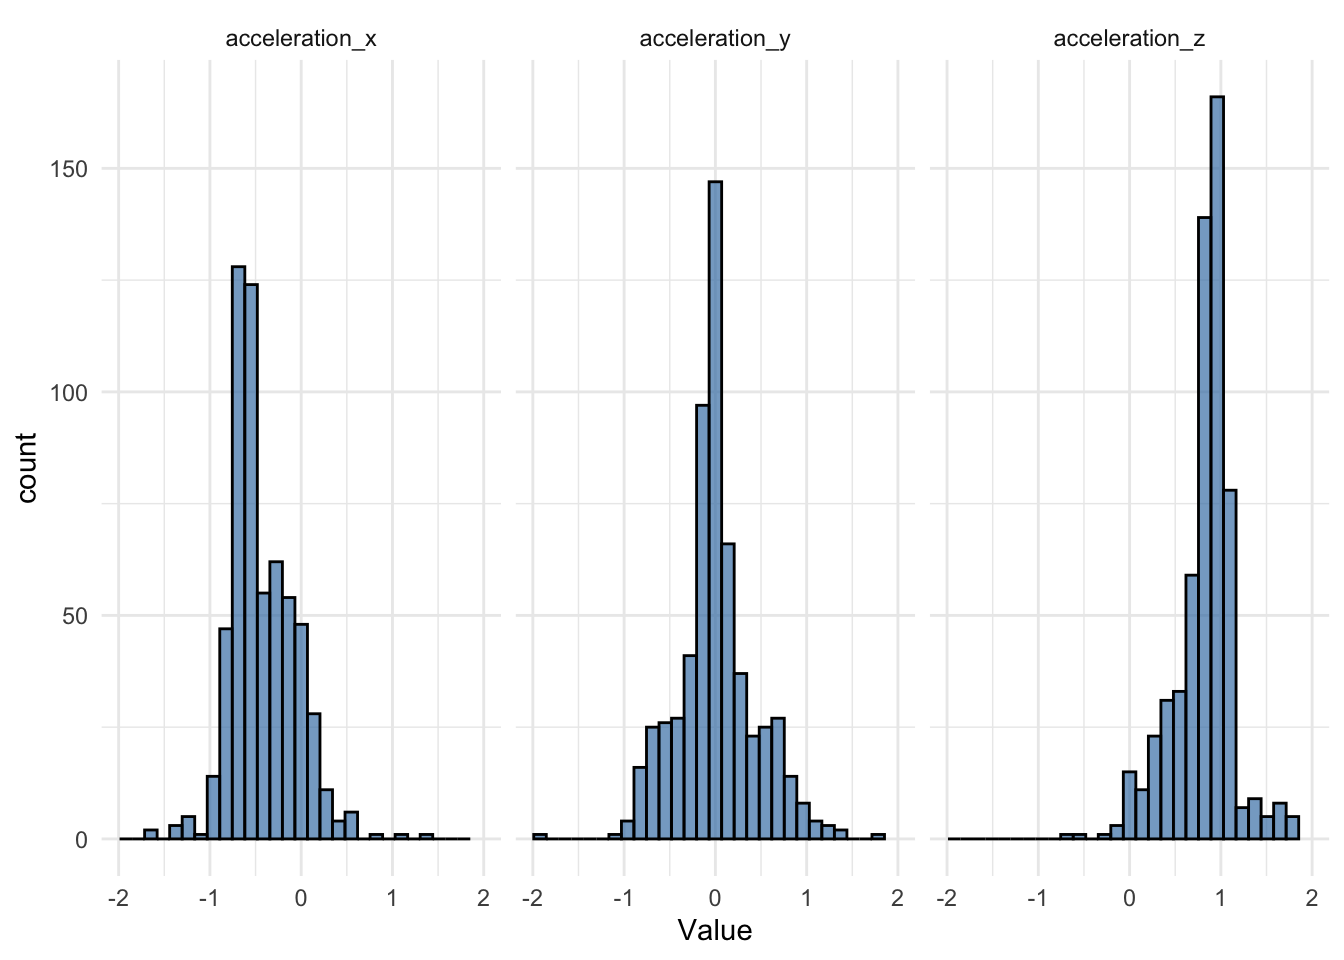 acceleration_x acceleration_y acceleration_z
150
100
50
0
count
-2 -1 0 1 2 -2 -1 0 1 2 -2 -1 0 1 2
Value